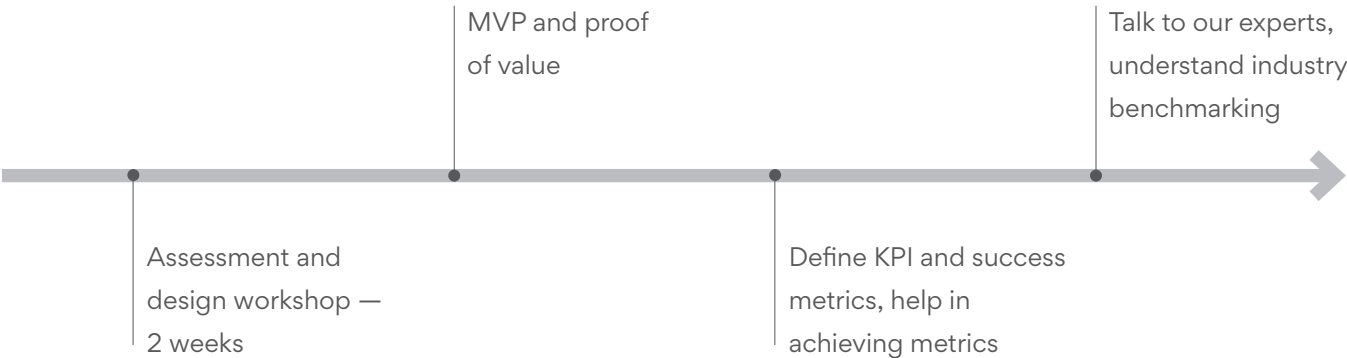 Assessment and
design workshop —
2 weeks
MVP and proof
of value
Define KPI and success
metrics, help in
achieving metrics
Talk to our experts,
understand industry
benchmarking